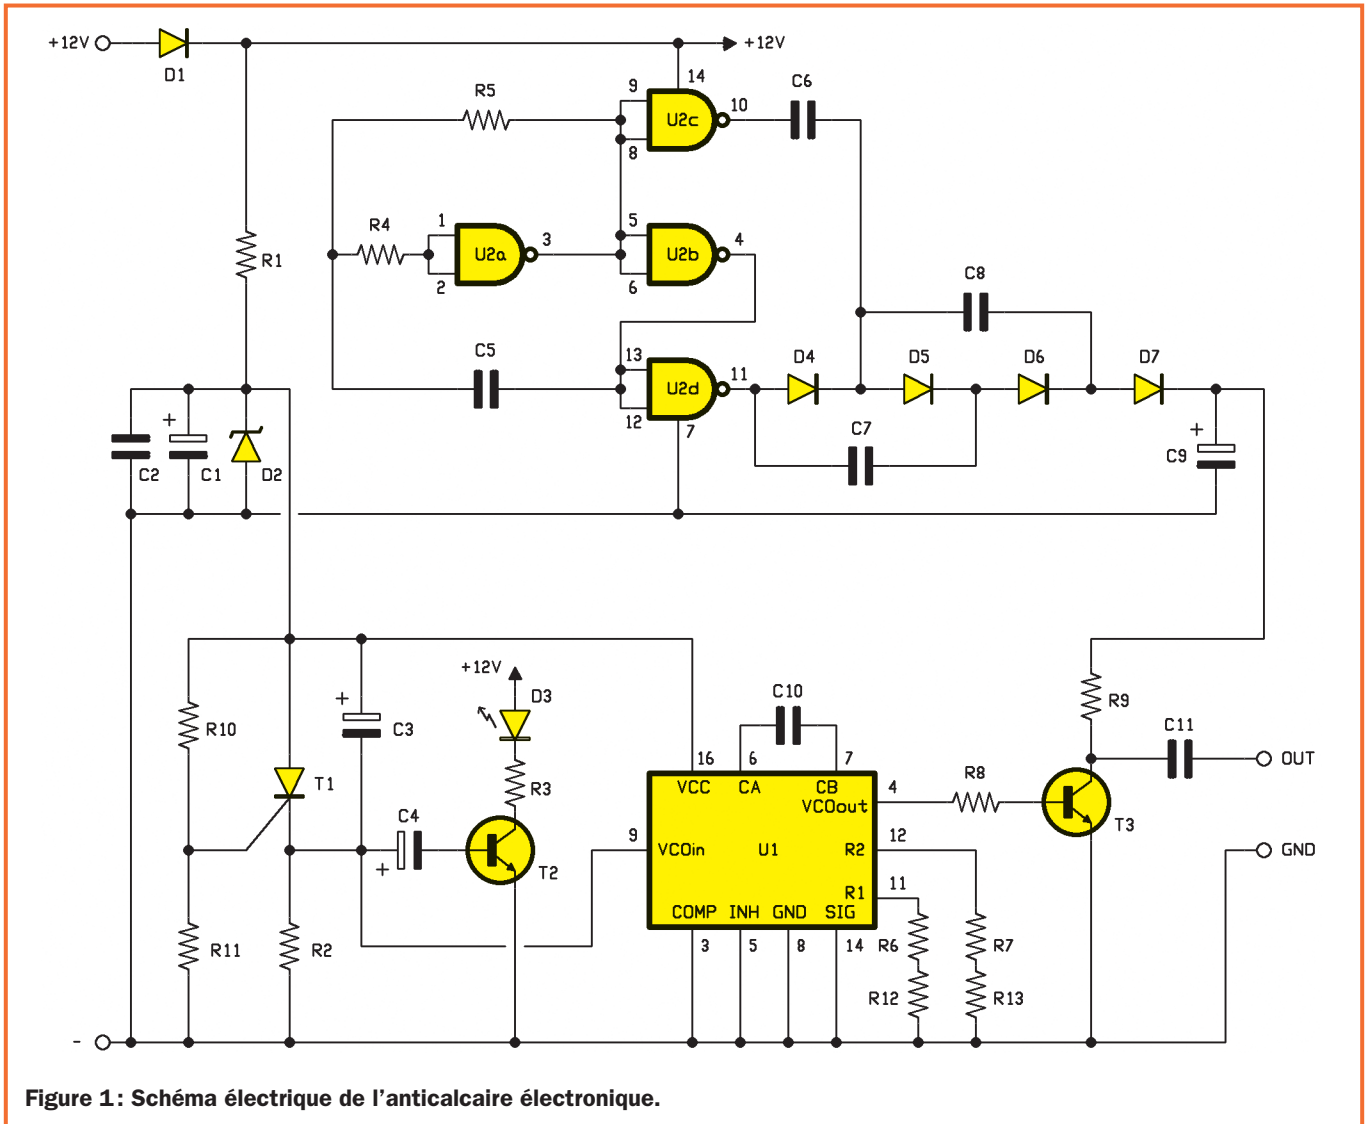 +12V
D1
+12V
14
C6
9
R5
U2c
10
8
R4
1
5
U2a
3
U2b
4
2
6
R1
C8
C5
13
D4
D5
D6
D7
U2d
11
12
7
C7
+
C2
C1
D2
+
C9
+12V
D3
C10
R10
+
C3
R9
C11
OUT
T1
R3
16
6
7
VCC
CA
CB
4
R8
VCOout
T3
C4
9
12
+
T2
VCOin
U1
R2
GND
11
R1
COMP
INH
GND
SIG
R11
R2
3
5
8
14
R6
R7
R12
R13
-
Figure 1: Schéma électrique de l'anticalcaire électronique.